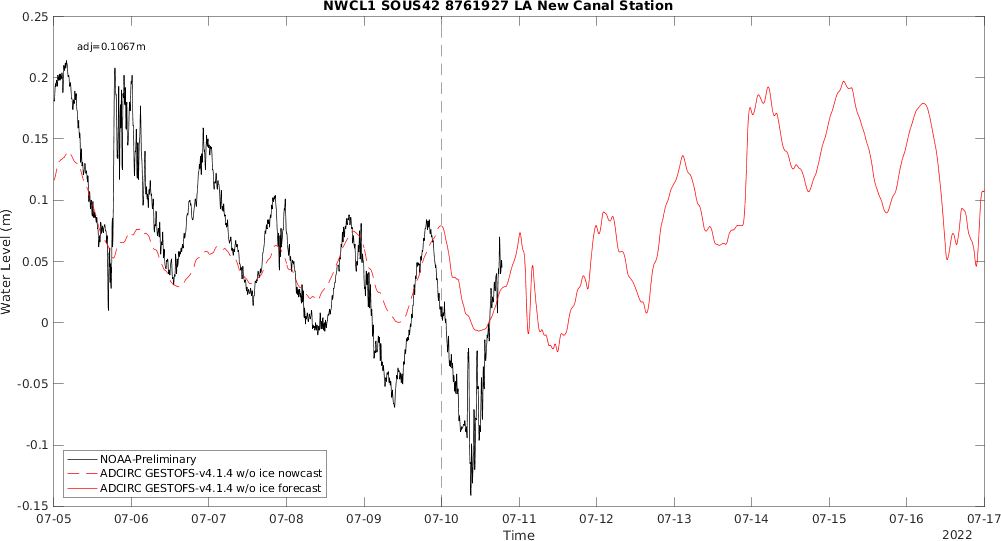 NWCL1 SOUS42 8761927 LA New Canal Station
adj=0.1067m
0.25
0.2
0.15
0.1
0.05
0
-0.05
-0.1
-0.15
Water Level (m)
NOAA-Preliminary
ADCIRC GESTOFS-v4.1.4 w/o ice nowcast
ADCIRC GESTOFS-v4.1.4 w/o ice forecast
07-05 07-06 07-07 07-08 07-09 07-10 07-11 07-12 07-13 07-14 07-15 07-16 07-17
Time
2022